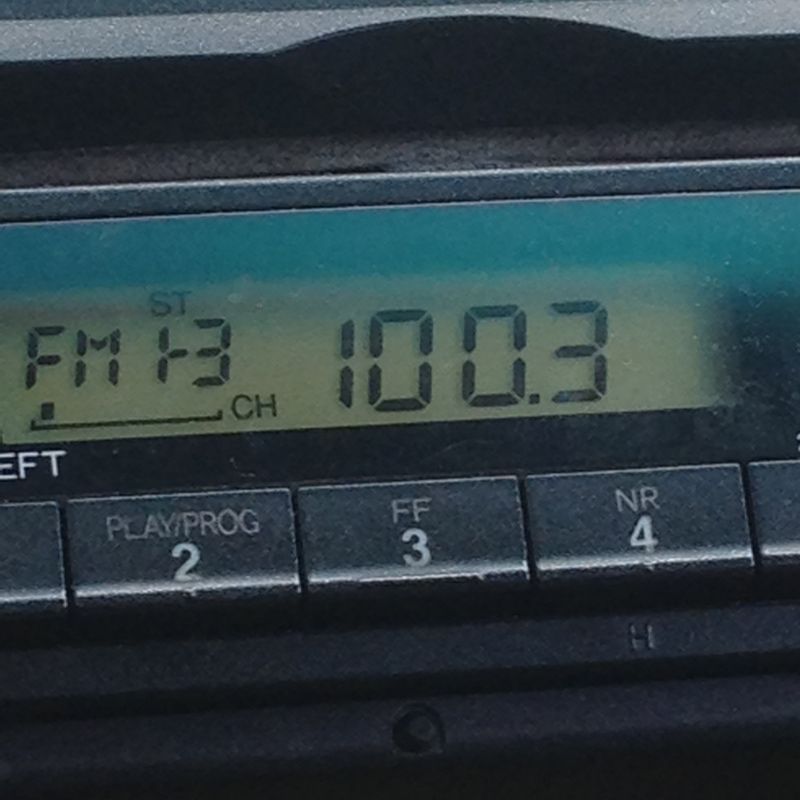 ST
FM1-3 100.3
CH
EFT
PLAY/PROG FF NR
2 3 4
H